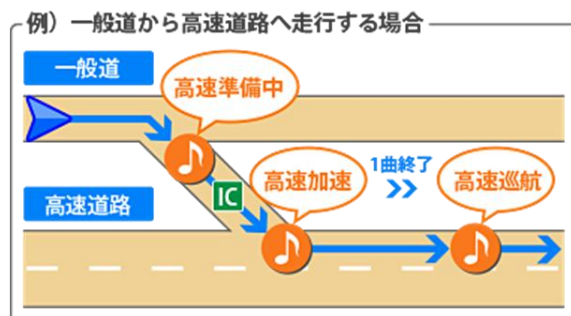 例）一般道から高速道路へ走行する場合
一般道
高速準備中
高速道路
IC
高速加速
1曲終了
高速巡航